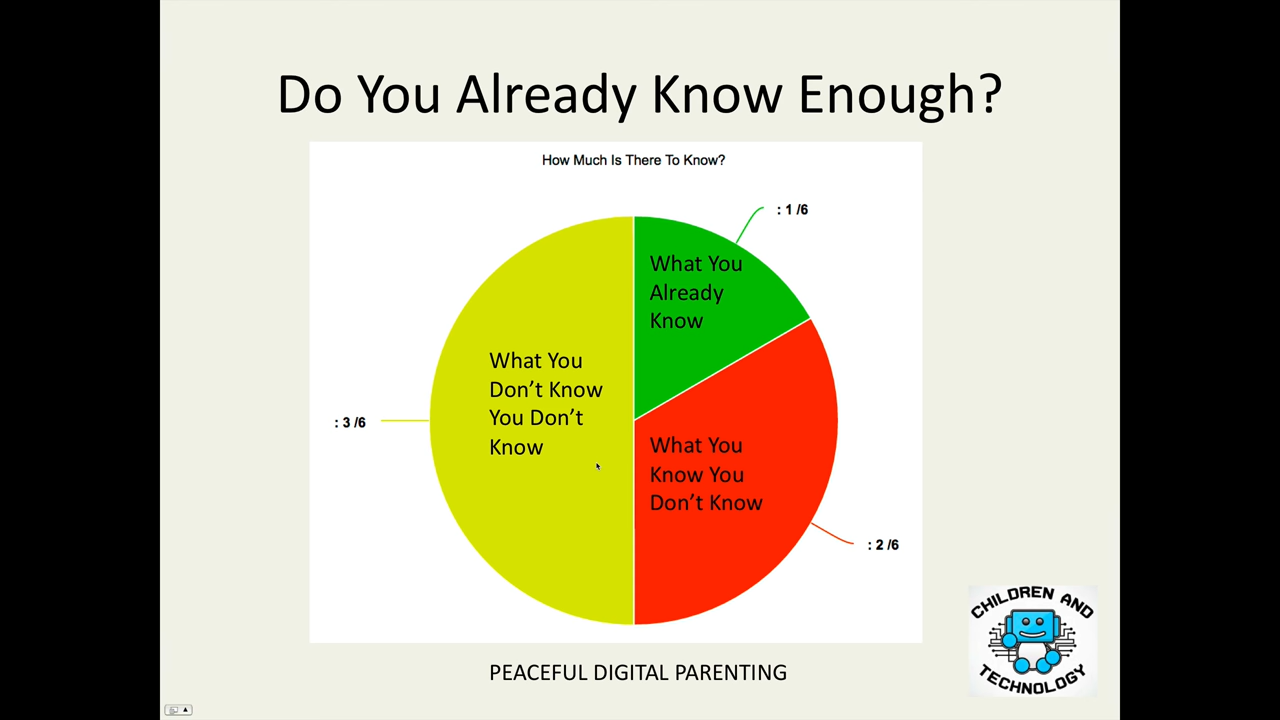 Do You Already Know Enough?
How Much Is There To Know?
: 1 /6
What You
Already
Know
What You
Don’t Know
You Don’t
Know
: 3 /6
What You
Know You
Don’t Know
: 2 /6
CHILDREN AND
TECHNOLOGY
PEACEFUL DIGITAL PARENTING